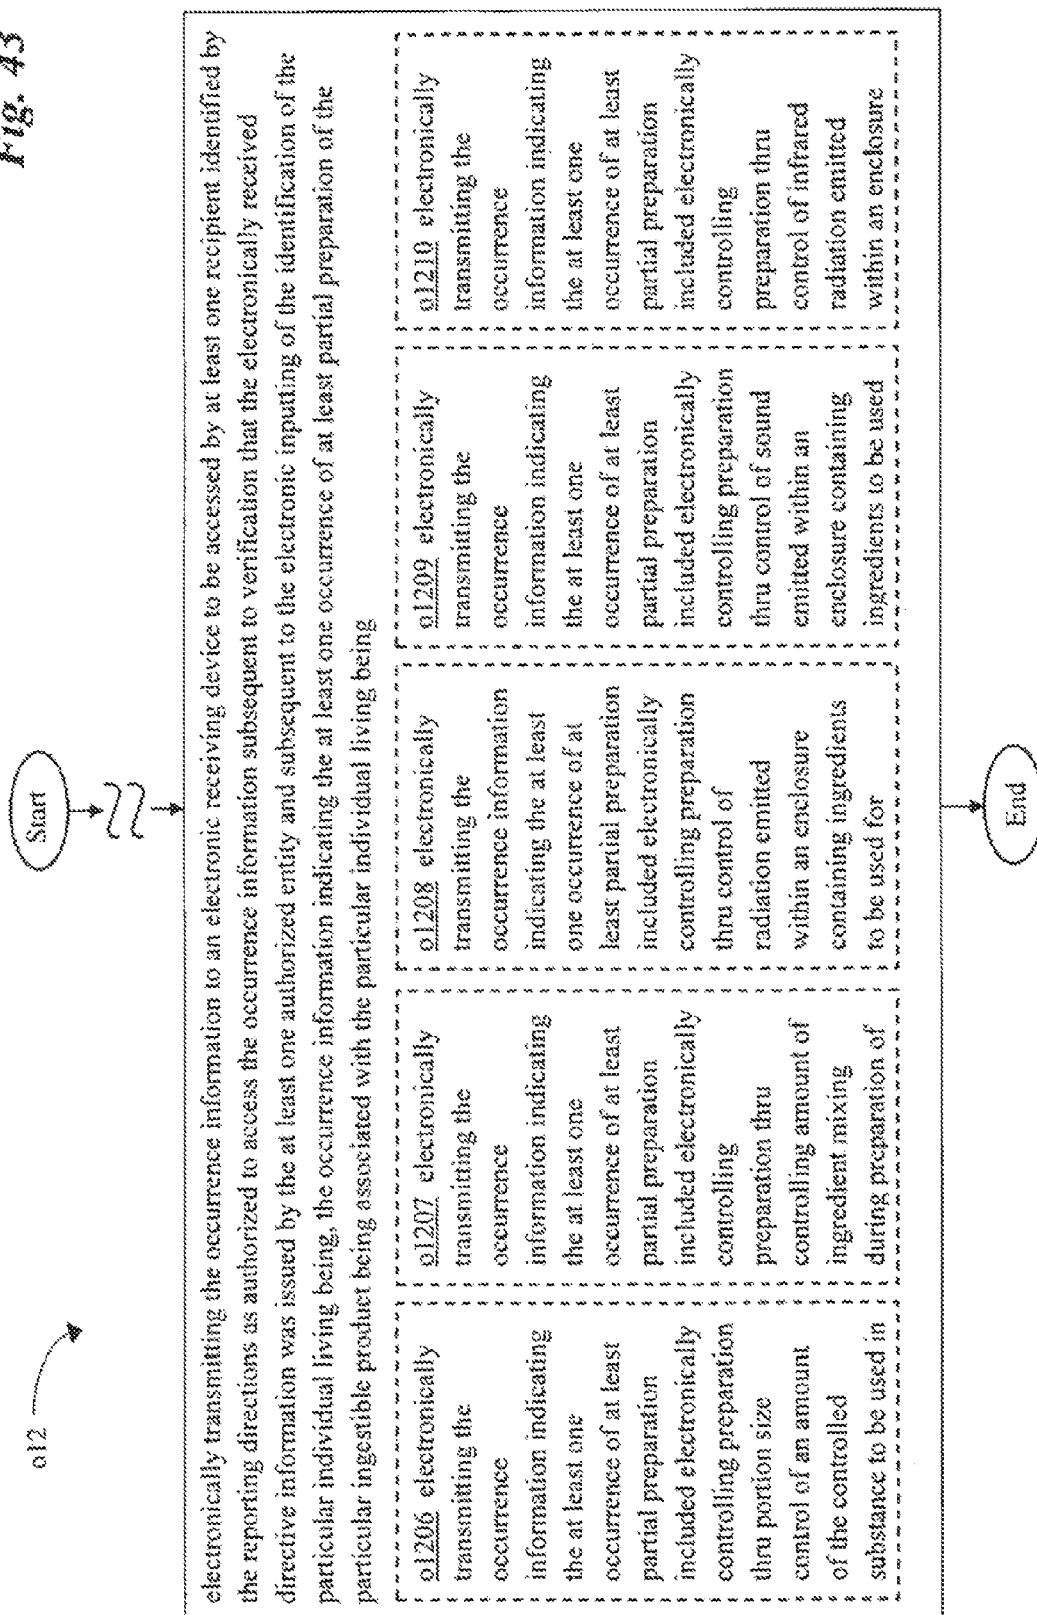 Fig. 43
o12
Start
electronically transmitting the occurrence information to an electronic receiving device to be accessed by at least one recipient identified by
the reporting directions as authorized to access the occurrence information subsequent to verification that the electronically received
directive information was issued by the at least one authorized entity and subsequent to the electronic inputing of the identification of the
particular individual living being, the occurrence information indicating the at least one occurrence of at least partial preparation of the
particular ingestible product being associated with the particular individual living being
o1206 electronically
transmitting the
occurrence
information indicating
the at least one
occurrence of at least
partial preparation
included electronically
controlling preparation
thru portion size
control of an amount
of the controlled
substance to be used in
o1207 electronically
transmitting the
occurrence
information indicating
the at least one
occurrence of at least
partial preparation
included electronically
controlling
preparation thru
controlling amount of
ingredient mixing
during preparation of
o1208 electronically
transmitting the
occurrence information
indicating the at least
one occurrence of at
least partial preparation
included electronically
controlling preparation
thru control of
radiation emitted
within an enclosure
containing ingredients
to be used for
o1209 electronically
transmitting the
occurrence
information indicating
the at least one
occurrence of at least
partial preparation
included electronically
controlling preparation
thru control of sound
emitted within an
enclosure containing
ingredients to be used
o1210 electronically
transmitting the
occurrence
information indicating
the at least one
occurrence of at least
partial preparation
included electronically
controlling
preparation thru
control of infrared
radiation emitted
within an enclosure
End